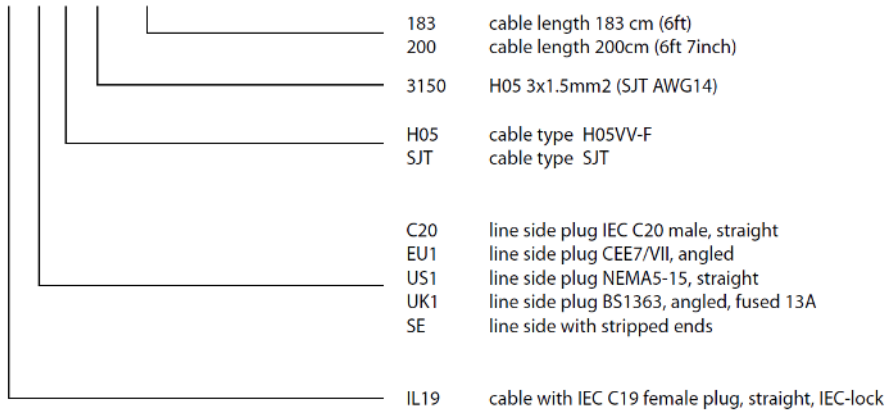 183 cable length 183 cm (6ft)
200 cable length 200cm (6ft 7inch)
3150 H05 3x1.5mm2 (SJT AWG14)
H05 cable type H05VV-F
SJT cable type SJT
C20 line side plug IEC C20 male, straight
EU1 line side plug CEE7/VII, angled
US1 line side plug NEMA5-15, straight
UK1 line side plug BS1363, angled, fused 13A
SE line side with stripped ends
IL19 cable with IEC C19 female plug, straight, IEC-lock